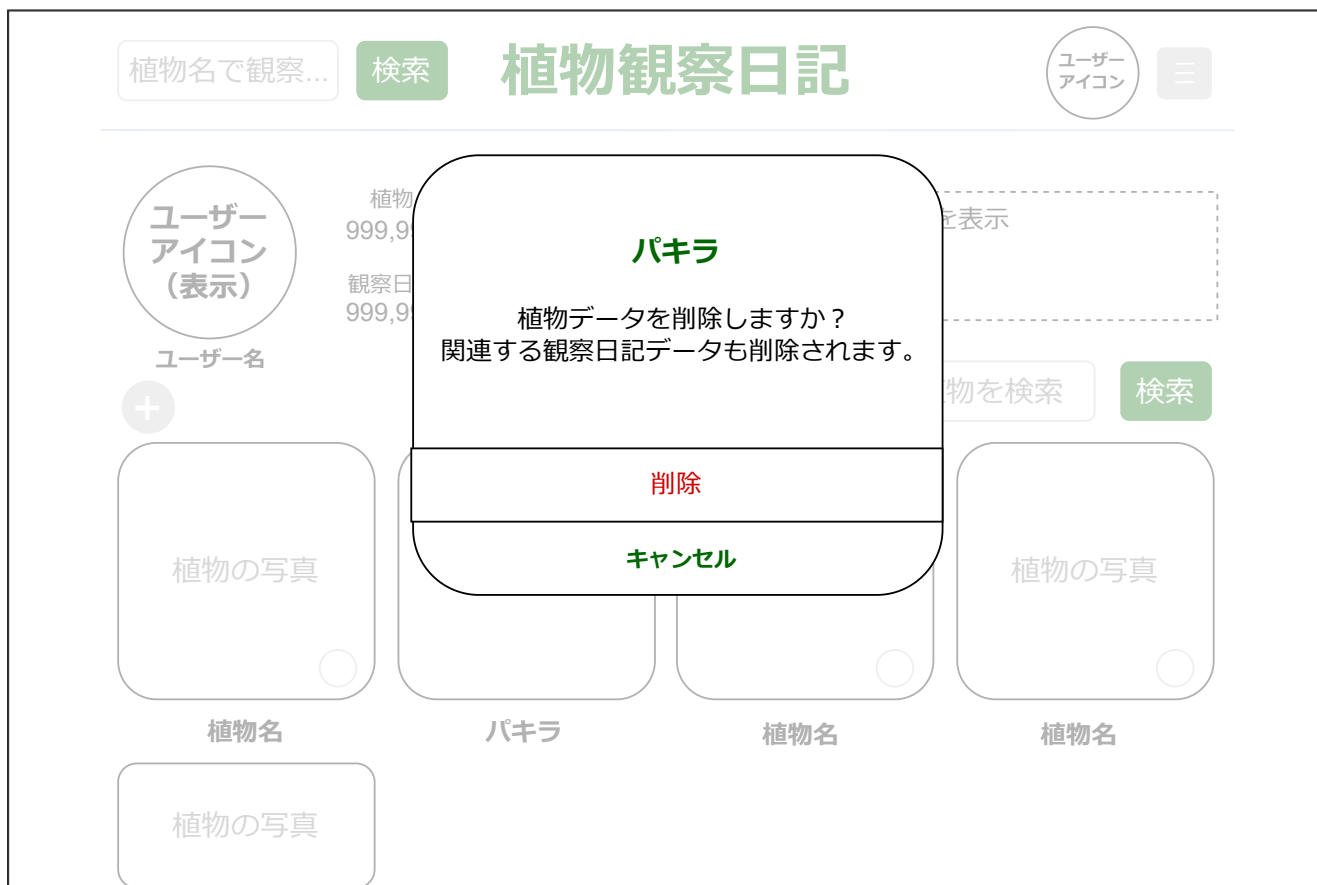 植物名で観察...
検索
植物観察日記
ユーザー
アイコン
三
ユーザー
アイコン
（表示）
ユーザー名
植物
999,9
観察日
999,9
を表示
パキラ
植物データを削除しますか？
関連する観察日記データも削除されます。
削除
キャンセル
+
物を検索
検索
植物の写真
植物の写真
植物名
パキラ
植物名
植物名
植物の写真